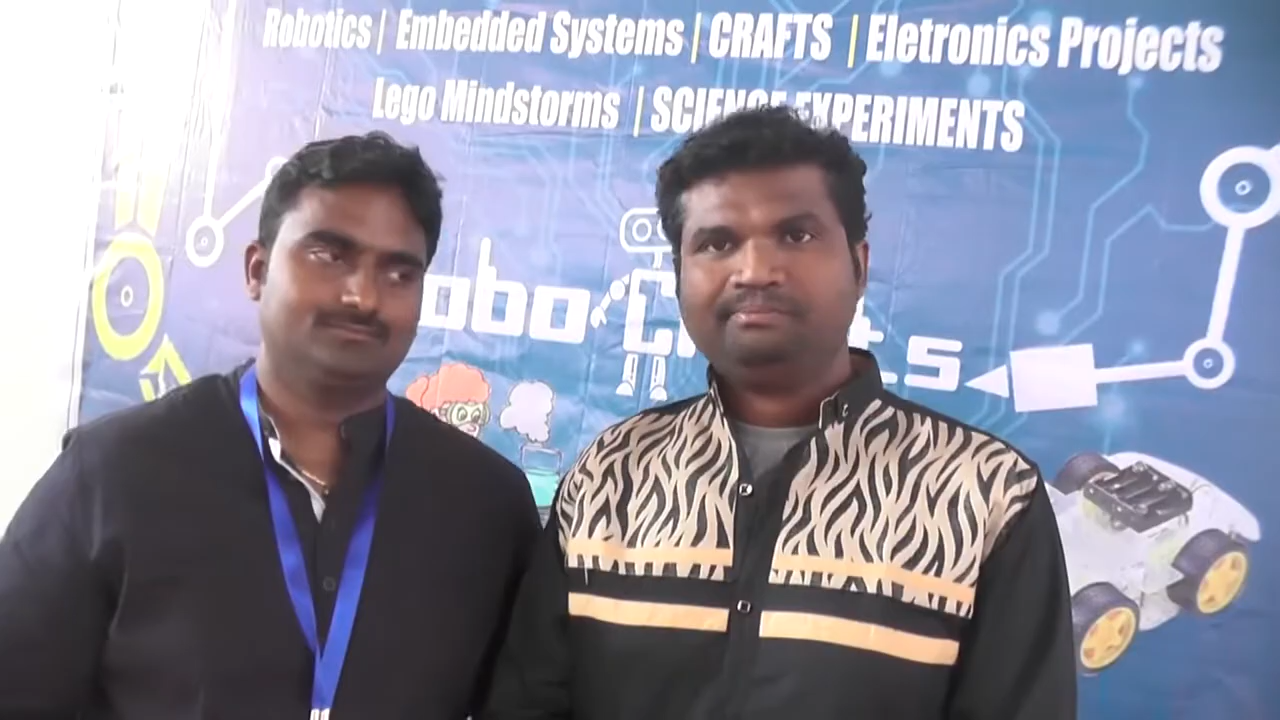 Robotics | Embedded Systems | CRAFTS | Eletronics Projects
Lego Mindstorms | SCIENCE EXPERIMENTS